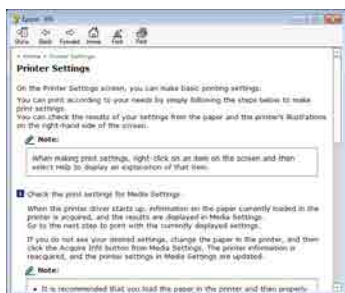 Epson
Show Back Forward Home Font Print
Home > Printer Settings
Printer Settings
On the Printer Settings screen, you can make basic printing settings.
You can print according to your needs by simply following the steps below to make
print settings.
You can check the results of your settings from the paper and the printer's illustrations
on the right-hand side of the screen.
Note:
When making print settings, right-click on an item on the screen and then
select Help to display an explanation of that item.
1 Check the print settings for Media Settings.
When the printer driver starts up, information on the paper currently loaded in the
printer is acquired, and the results are displayed in Media Settings.
Go to the next step to print with the currently displayed settings.
If you do not see your desired settings, change the paper in the printer, and then
click the Acquire Info button from Media Settings. The printer information is
reacquired, and the printer settings in Media Settings are updated.
Note:
• It is recommended that you load the paper in the printer and then properly